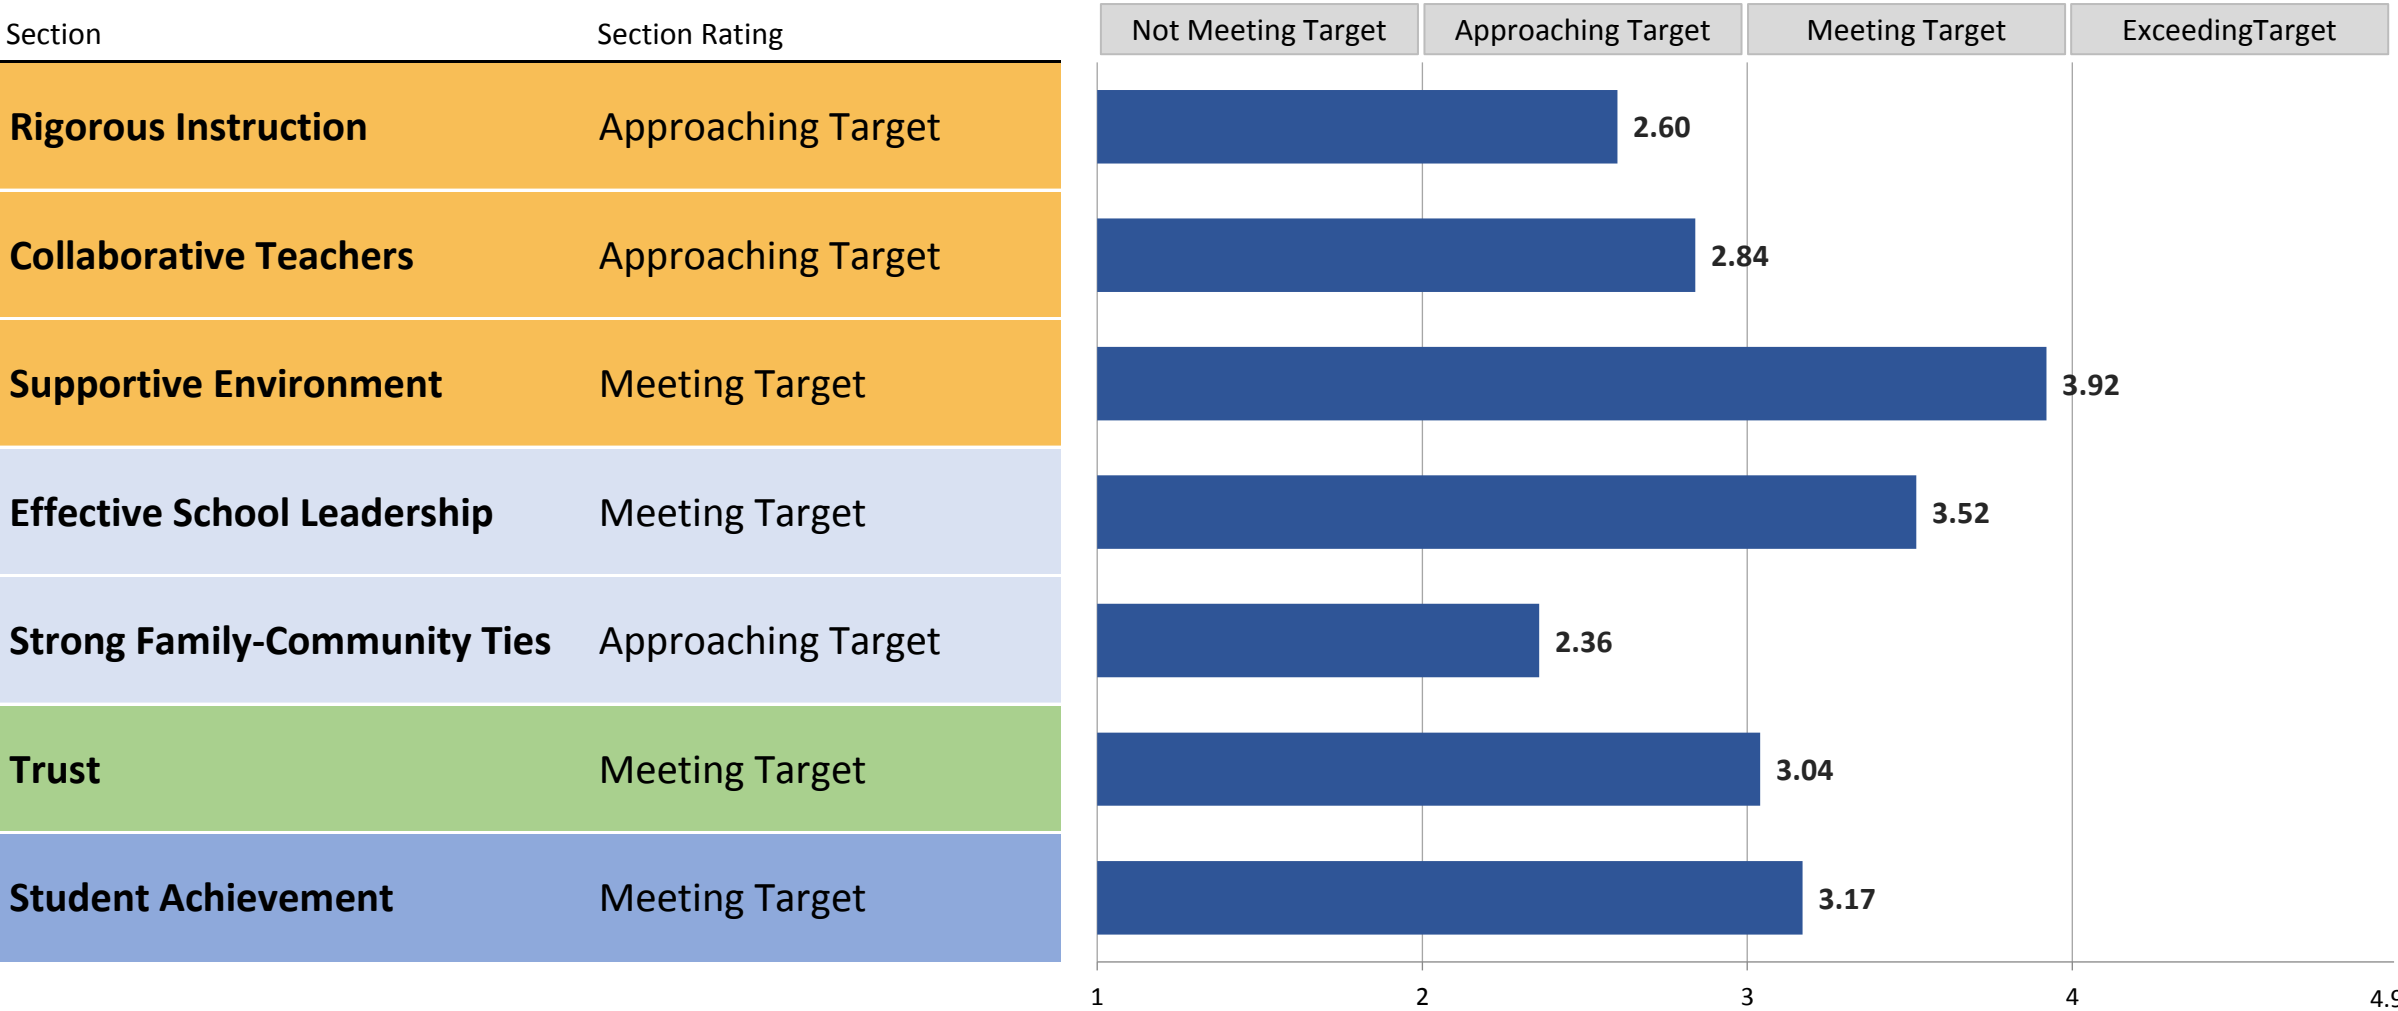 Section Section Rating Not Meeting Target Approaching Target Meeting Target ExceedingTarget
Rigorous Instruction Approaching Target 2.60
Collaborative Teachers Approaching Target 2.84
Supportive Environment Meeting Target 3.92
Effective School Leadership Meeting Target 3.52
Strong Family-Community Ties Approaching Target 2.36
Trust Meeting Target 3.04
Student Achievement Meeting Target 3.17
1 2 3 4 4.9